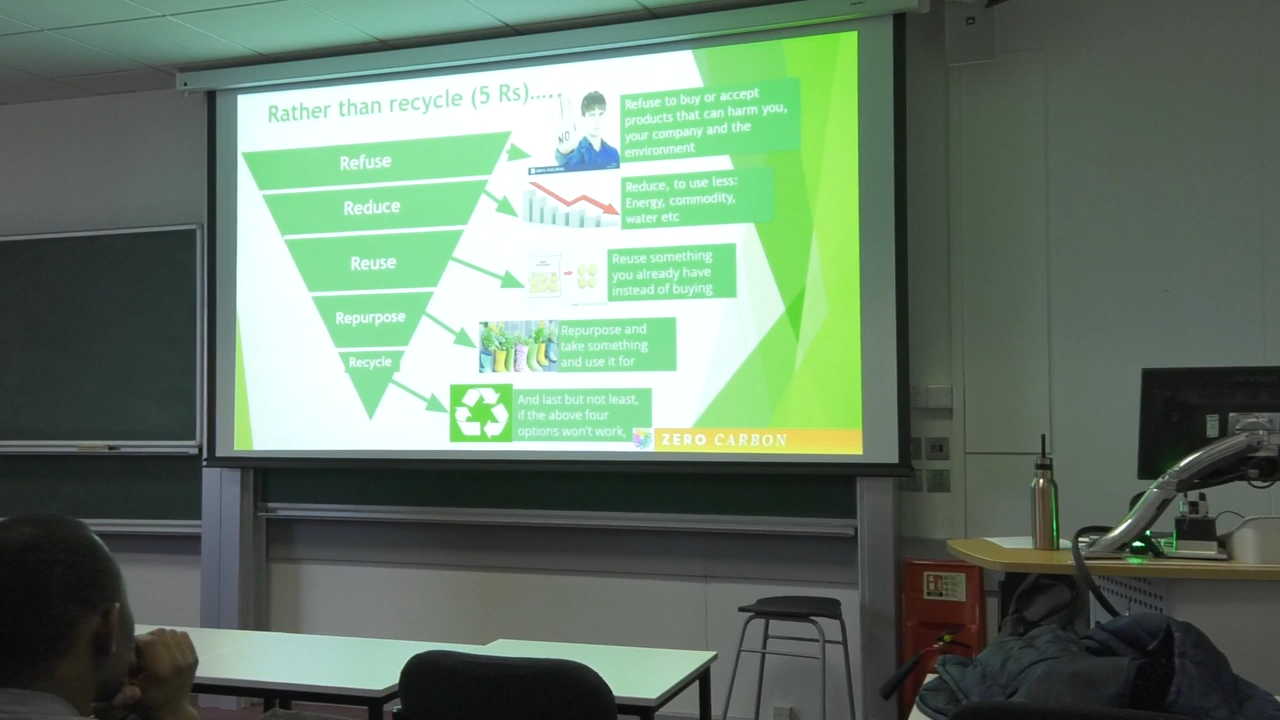 Rather than recycle (5 Rs).....
Refuse
Reduce
Reuse
Repurpose
Recycle
NO
Refuse to buy or accept
products that can harm you,
your company and the
environment
Reduce, to use less:
Energy, commodity,
water etc
Reuse something
you already have
instead of buying
Repurpose and
take something
and use it for
And last but not least,
if the above four
options won't work,
ZERO CARBON